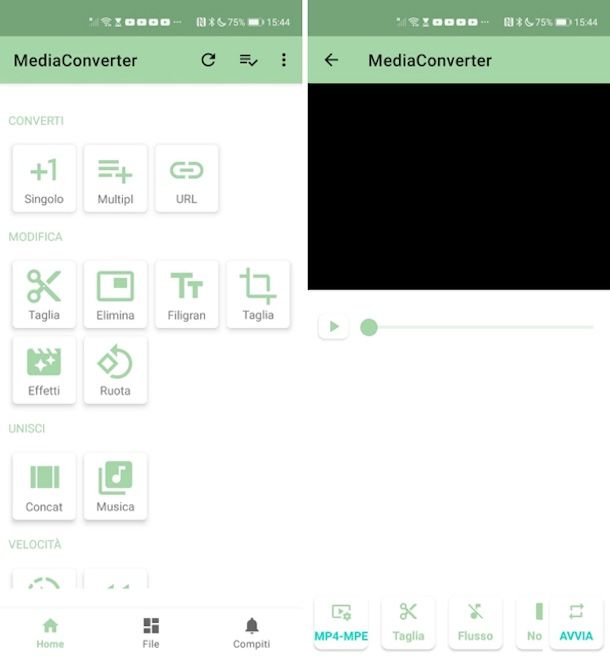 75% 15:44
MediaConverter
CONVERTI
+1
Singolo Multipl URL
MODIFICA
Taglia Elimina Filigran Taglia
Effetti Ruota
UNISCI
Concat Musica
VELOCITÀ
Home File Compiti
75% 15:44
MediaConverter
MP4-MPE Taglia Flusso No AVVIA